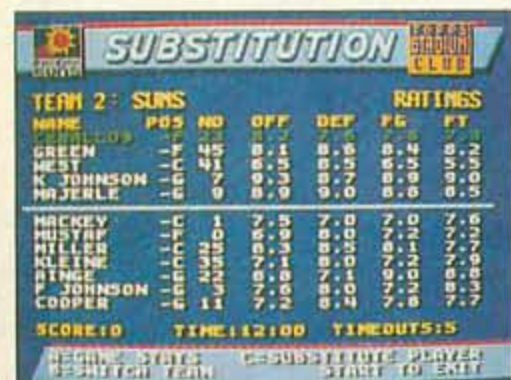 SUBSTITUTION
STADIUM
CLUB
TEAM 2: SUNS RATINGS
NAME POS NO OFF DEF FG FT
CEBALLOS -F 23
GREEN -F 45 8.1 8.6 8.4 8.2
WEST -C 41 6.5 8.5 6.5 5.5
K JOHNSON -G 7 9.3 8.7 8.9 9.0
MAJERLE -G 9 8.9 9.0 8.8 8.5
MACKEY -C 1 7.5 7.0 7.0 7.6
MUSTAF -F 0 6.9 8.0 7.2 7.2
MILLER -C 25 8.3 8.5 8.1 7.7
KLEINE -C 35 7.1 8.0 7.2 7.9
AINGE -G 22 8.8 7.1 9.0 8.8
F JOHNSON -G 3 7.6 8.0 7.2 8.3
COOPER -G 11 7.2 8.4 7.8 7.7
SCORE:0 TIME:12:00 TIMEOUTS:5
A=GAME STATS C=SUBSTITUTE PLAYER
B=SWITCH TEAM START TO EXIT